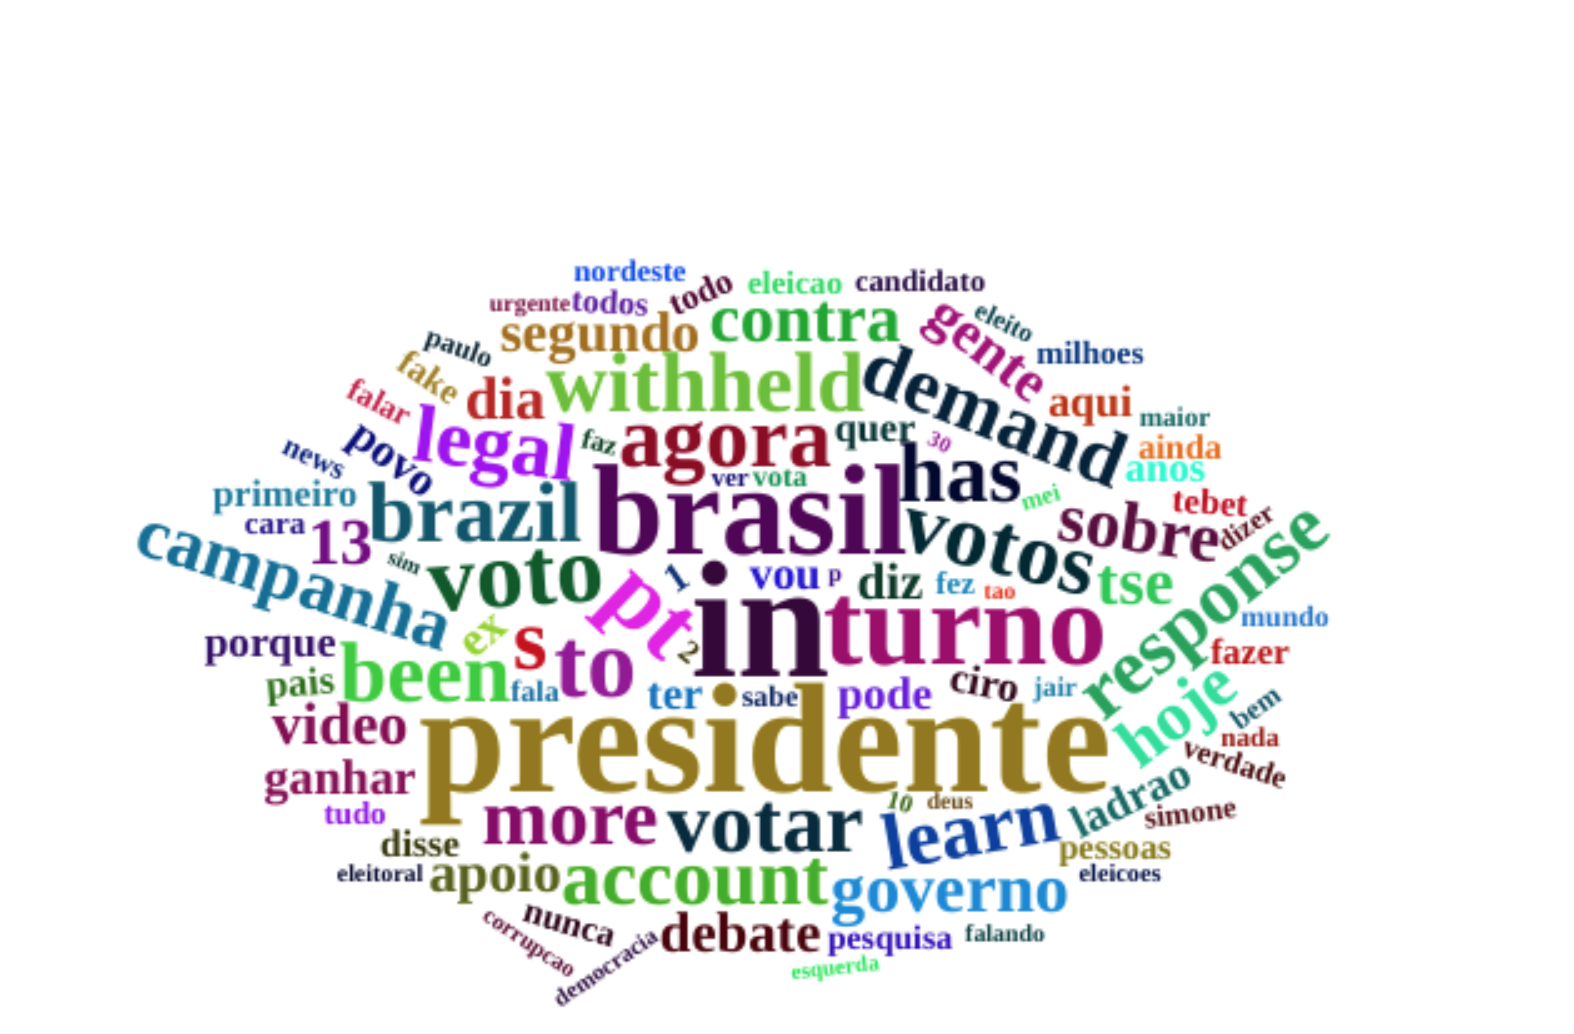 nordeste
urgente
todos
todo
eleicao
candidato
segundo
contra
gente
eleito
milhoes
paulo
fake
falar
dia
withheld
demand
aqui
maior
legal
faz
agora
quer
30
ainda
anos
povo
news
primeiro
cara
13
brazil
brasil
ver
vota
has
mei
tebet
sobre
dizer
campanha
sim
voto
pt
1
vou
p
diz
fez
tao
votos
tse
response
mundo
in
turno
porque
ex
s
to
2
been
pais
fala
ter
sabe
pode
ciro
jair
fazer
hoje
bem
nada
verdade
video
presidente
ganhar
tudo
more
votar
10
deus
learn
ladrao
simone
disse
pessoas
eleitoral
apoio
account
governo
eleicoes
nunca
corrupcao
democracia
debate
pesquisa
falando
esquerda